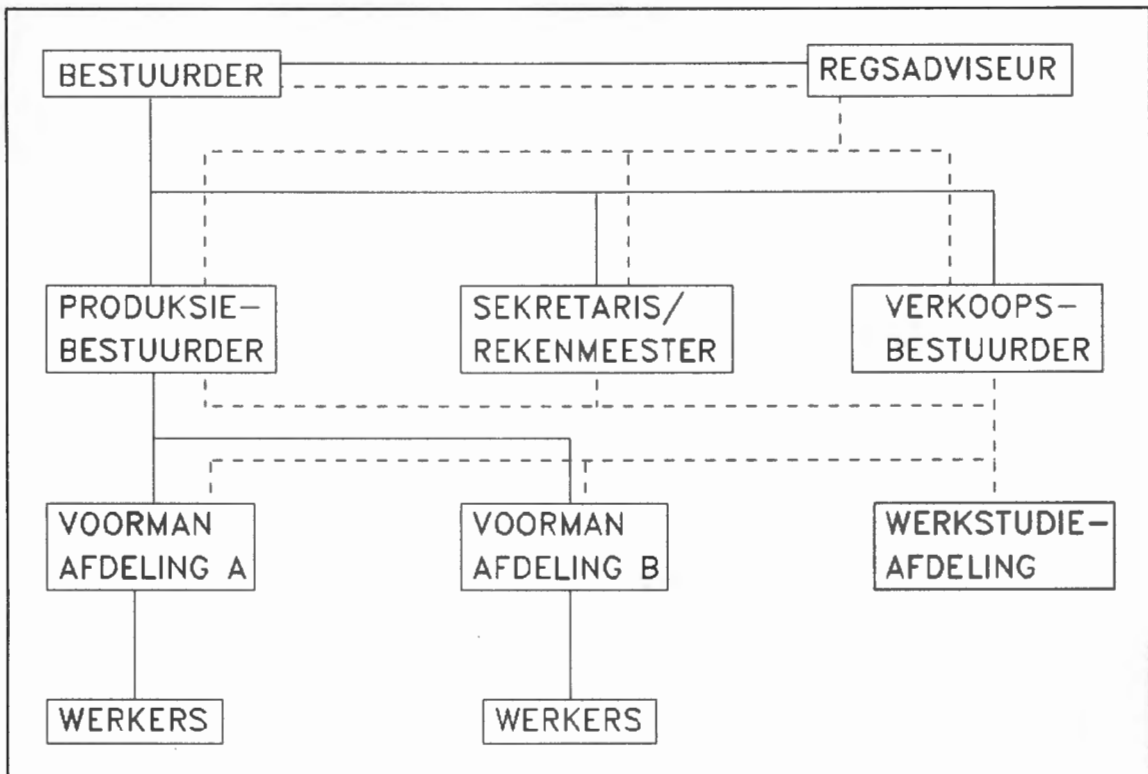 BESTUURDER
REGSADVISEUR
PRODUKSIE-
BESTUURDER
SEKRETARIS/
REKENMEESTER
VERKOOPS-
BESTUURDER
VOORMAN
AFDELING A
VOORMAN
AFDELING B
WERKSTUDIE-
AFDELING
WERKERS
WERKERS